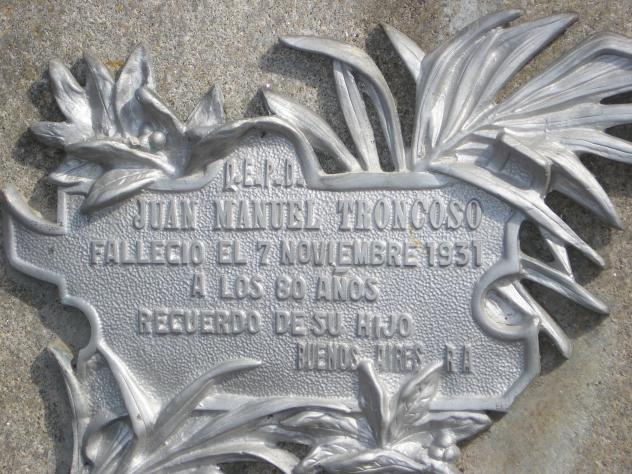 Q.E.P.D.
JUAN MANUEL TRONCOSO
FALLECIO EL 7 NOVIEMBRE 1931
A LOS 80 AÑOS
RECUERDO DE SU HIJO
BUENOS AIRES R A